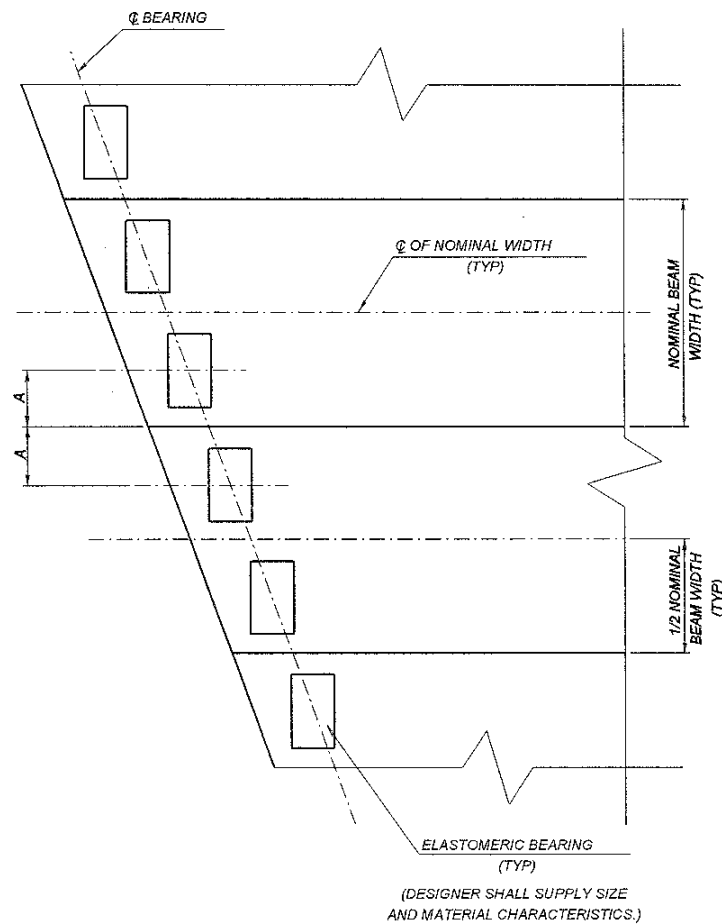 ℄ BEARING
℄ OF NOMINAL WIDTH
(TYP)
NOMINAL BEAM
WIDTH (TYP)
A
A
1/2 NOMINAL
BEAM WIDTH
(TYP)
ELASTOMERIC BEARING
(TYP)
(DESIGNER SHALL SUPPLY SIZE
AND MATERIAL CHARACTERISTICS.)